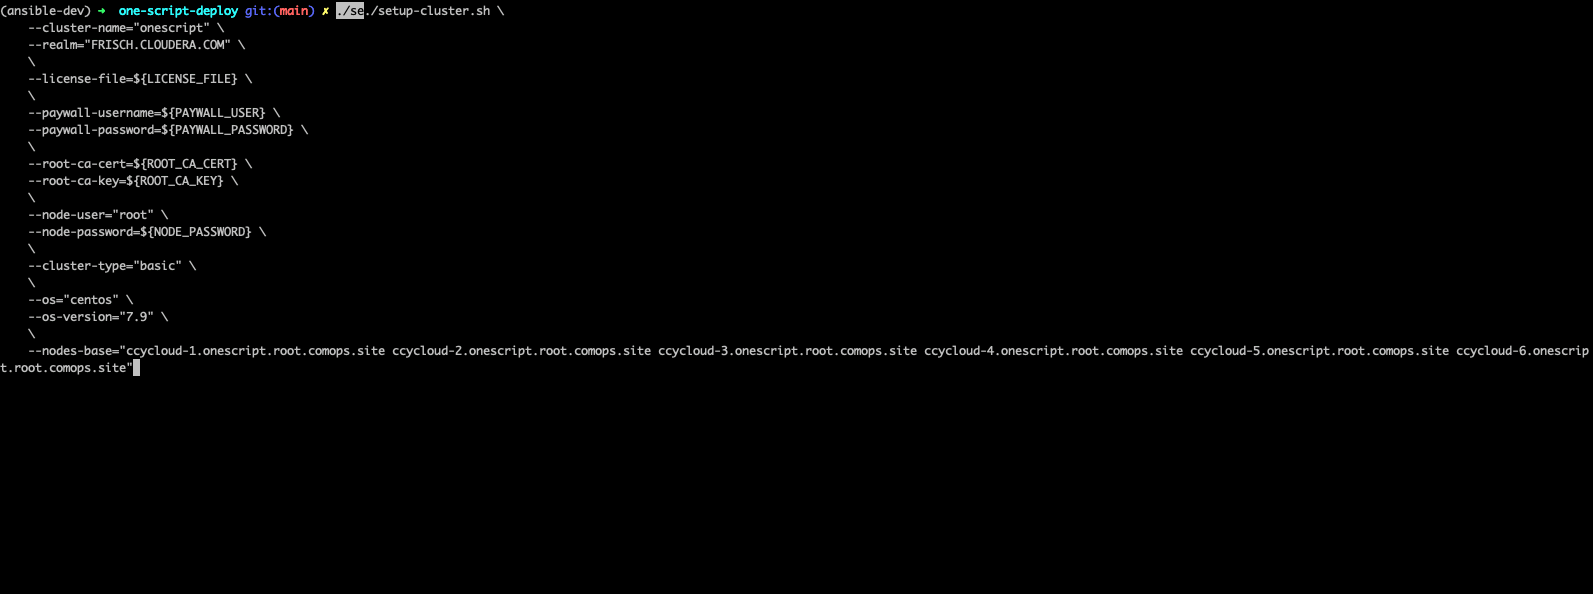 (ansible-dev) ➜  one-script-deploy git:(main) ✗ ./se./setup-cluster.sh \
    --cluster-name="onescript" \
    --realm="FRISCH.CLOUDERA.COM" \
    \
    --license-file=${LICENSE_FILE} \
    \
    --paywall-username=${PAYWALL_USER} \
    --paywall-password=${PAYWALL_PASSWORD} \
    \
    --root-ca-cert=${ROOT_CA_CERT} \
    --root-ca-key=${ROOT_CA_KEY} \
    \
    --node-user="root" \
    --node-password=${NODE_PASSWORD} \
    \
    --cluster-type="basic" \
    \
    --os="centos" \
    --os-version="7.9" \
    \
    --nodes-base="ccycloud-1.onescript.root.comops.site ccycloud-2.onescript.root.comops.site ccycloud-3.onescript.root.comops.site ccycloud-4.onescript.root.comops.site ccycloud-5.onescript.root.comops.site ccycloud-6.onescrip
t.root.comops.site"